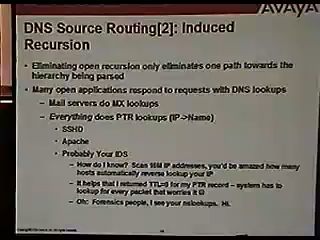 AVAYA
DNS Source Routing[2]: Induced
Recursion
• Eliminating open recursion only eliminates one path towards the
hierarchy being parsed
• Many open applications respond to requests with DNS lookups
– Mail servers do MX lookups
– Everything does PTR lookups (IP->Name)
• SSHD
• Apache
• Probably Your IDS
– How do I know? Scan 16M IP addresses, you'd be amazed how many
hosts automatically reverse lookup your IP
– It helps that I returned TTL=0 for my PTR record – system has to
lookup for every packet that worries it
– Oh: Forensics people, I see your nslookups. Hi.